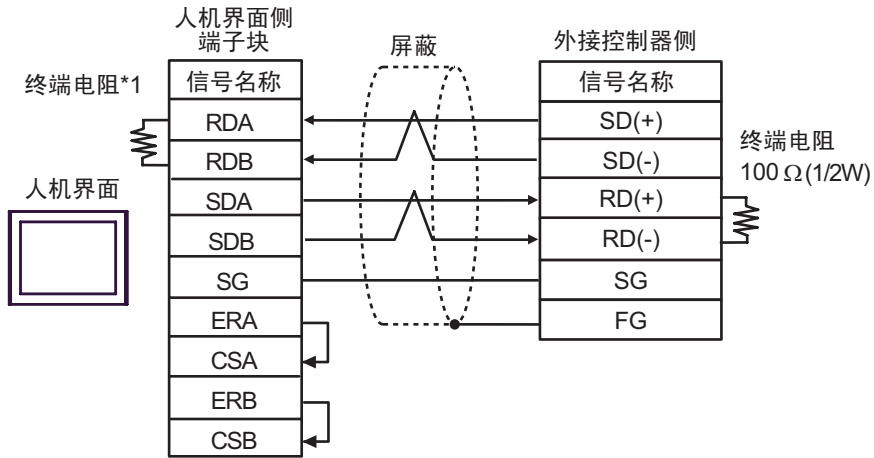 人机界面侧
端子块
屏蔽
外接控制器侧
终端电阻*1
信号名称
信号名称
RDA
SD(+)
RDB
SD(-)
终端电阻
100 Ω (1/2W)
人机界面
SDA
RD(+)
SDB
RD(-)
SG
SG
ERA
FG
CSA
ERB
CSB